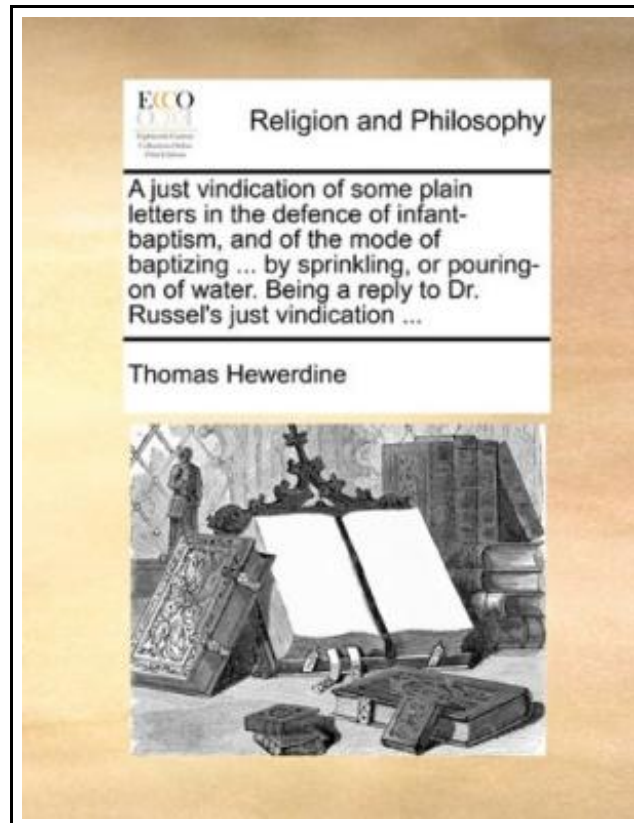 ECCO
Religion and Philosophy
A just vindication of some plain
letters in the defence of infant-
baptism, and of the mode of
baptizing ... by sprinkling, or pouring-
on of water. Being a reply to Dr.
Russel's just vindication ...
Thomas Hewerdine